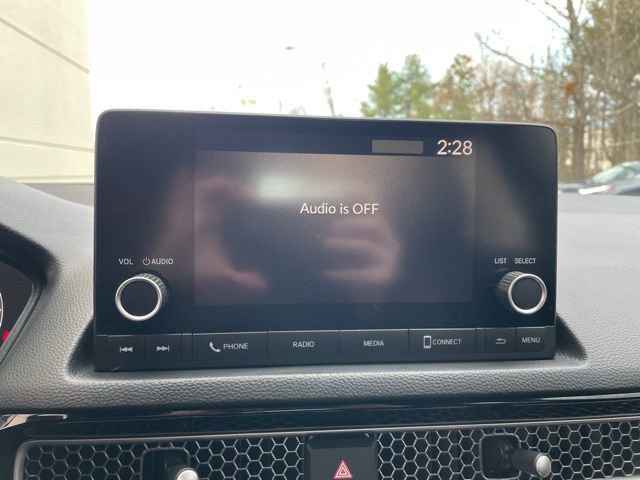 2:28
Audio is OFF
VOL AUDIO
LIST SELECT
PHONE RADIO MEDIA CONNECT MENU